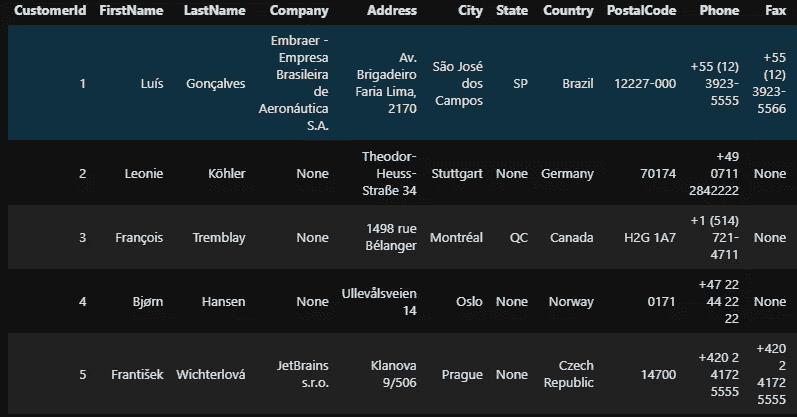 CustomerId FirstName LastName Company Address City State Country PostalCode Phone Fax
1 Luís Gonçalves Embraer - Empresa Brasileira de Aeronáutica S.A. Av. Brigadeiro Faria Lima, 2170 São José dos Campos SP Brazil 12227-000 +55 (12) 3923-5555 +55 (12) 3923-5566
2 Leonie Köhler None Theodor-Heuss-Straße 34 Stuttgart None Germany 70174 +49 0711 2842222 None
3 François Tremblay None 1498 rue Bélanger Montréal QC Canada H2G 1A7 +1 (514) 721-4711 None
4 Bjørn Hansen None Ullevålsveien 14 Oslo None Norway 0171 +47 22 44 22 22 None
5 František Wichterlová JetBrains s.r.o. Klanova 9/506 Prague None Czech Republic 14700 +420 2 4172 5555 +420 2 4172 5555